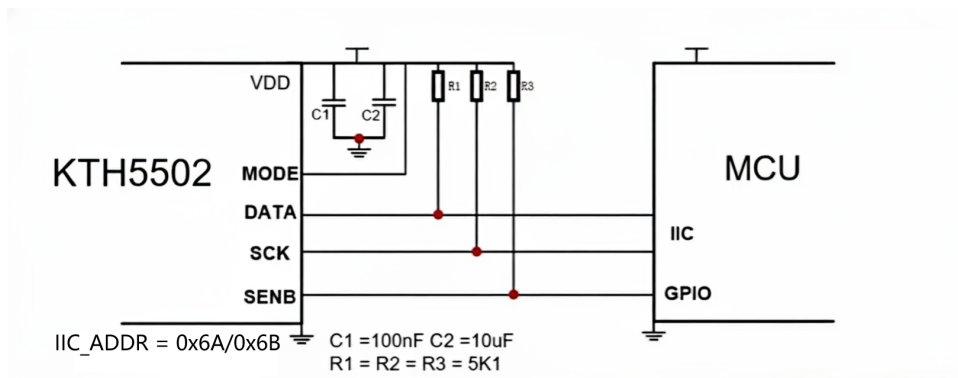 VDD
C1
C2
R1
R2
R3
KTH5502
MODE
MCU
DATA
SCK
IIC
SENB
GPIO
IIC_ADDR = 0x6A/0x6B
C1 =100nF C2 =10uF
R1 = R2 = R3 = 5K1